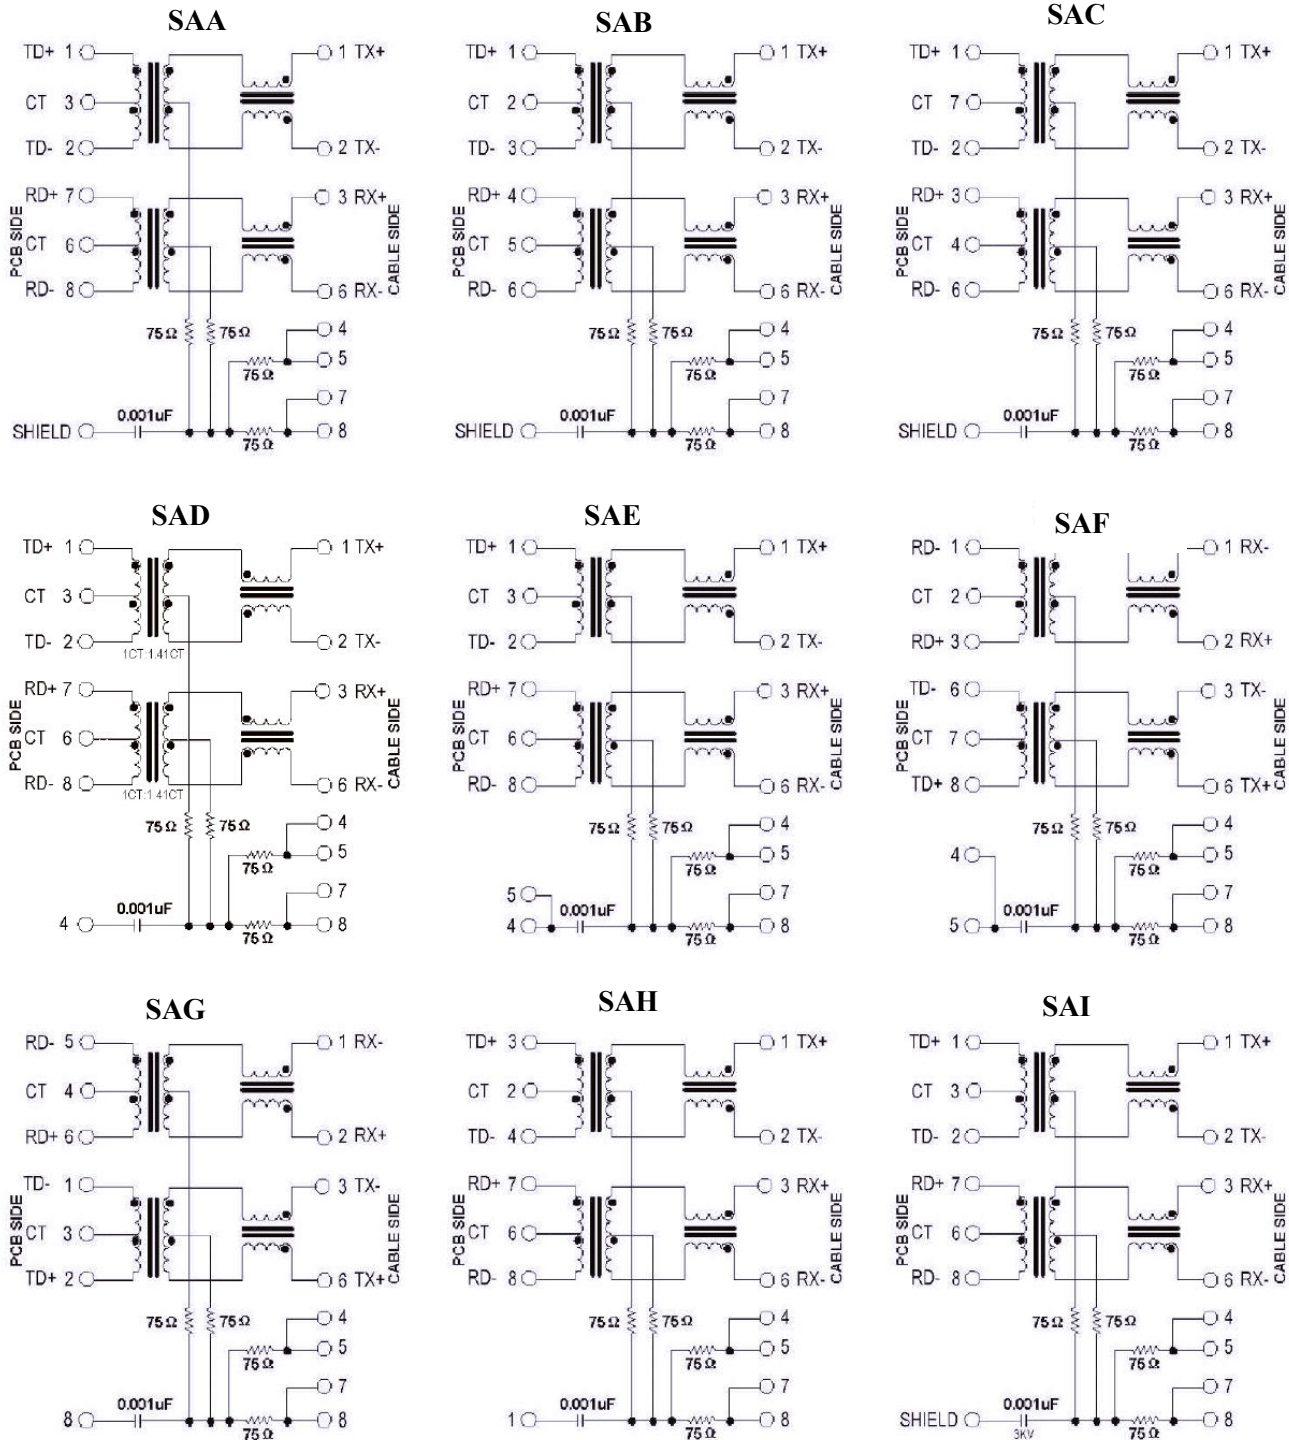 SAA
TD+ 1 1 TX+
CT 3
TD- 2 2 TX-
RD+ 7 3 RX+
PCB SIDE
CT 6
CABLE SIDE
RD- 8 6 RX-
75Ω 75Ω 4
5
75Ω
7
0.001uF
SHIELD 8
75Ω
SAB
TD+ 1 1 TX+
CT 2
TD- 3 2 TX-
RD+ 4 3 RX+
PCB SIDE
CT 5
CABLE SIDE
RD- 6 6 RX-
75Ω 75Ω 4
5
75Ω
7
0.001uF
SHIELD 8
75Ω
SAC
TD+ 1 1 TX+
CT 7
TD- 2 2 TX-
RD+ 3 3 RX+
PCB SIDE
CT 4
CABLE SIDE
RD- 6 6 RX-
75Ω 75Ω 4
5
75Ω
7
0.001uF
SHIELD 8
75Ω
SAD
TD+ 1 1 TX+
CT 3
TD- 2 2 TX-
1CT:1.41CT
RD+ 7 3 RX+
PCB SIDE
CT 6
CABLE SIDE
RD- 8 6 RX-
1CT:1.41CT
75Ω 75Ω 4
5
75Ω
7
0.001uF
4 8
75Ω
SAE
TD+ 1 1 TX+
CT 3
TD- 2 2 TX-
RD+ 7 3 RX+
PCB SIDE
CT 6
CABLE SIDE
RD- 8 6 RX-
75Ω 75Ω 4
5
75Ω
5 7
0.001uF
4 8
75Ω
SAF
RD- 1 1 RX-
CT 2
RD+ 3 2 RX+
TD- 6 3 TX-
PCB SIDE
CT 7
CABLE SIDE
TD+ 8 6 TX+
75Ω 75Ω 4
4 5
75Ω
7
0.001uF
5 8
75Ω
SAG
RD- 5 1 RX-
CT 4
RD+ 6 2 RX+
TD- 1 3 TX-
PCB SIDE
CT 3
CABLE SIDE
TD+ 2 6 TX+
75Ω 75Ω 4
5
75Ω
7
0.001uF
8 8
75Ω
SAH
TD+ 3 1 TX+
CT 2
TD- 4 2 TX-
RD+ 7 3 RX+
PCB SIDE
CT 6
CABLE SIDE
RD- 8 6 RX-
75Ω 75Ω 4
5
75Ω
7
0.001uF
1 8
75Ω
SAI
TD+ 1 1 TX+
CT 3
TD- 2 2 TX-
RD+ 7 3 RX+
PCB SIDE
CT 6
CABLE SIDE
RD- 8 6 RX-
75Ω 75Ω 4
5
75Ω
7
0.001uF
SHIELD 8
3KV 75Ω